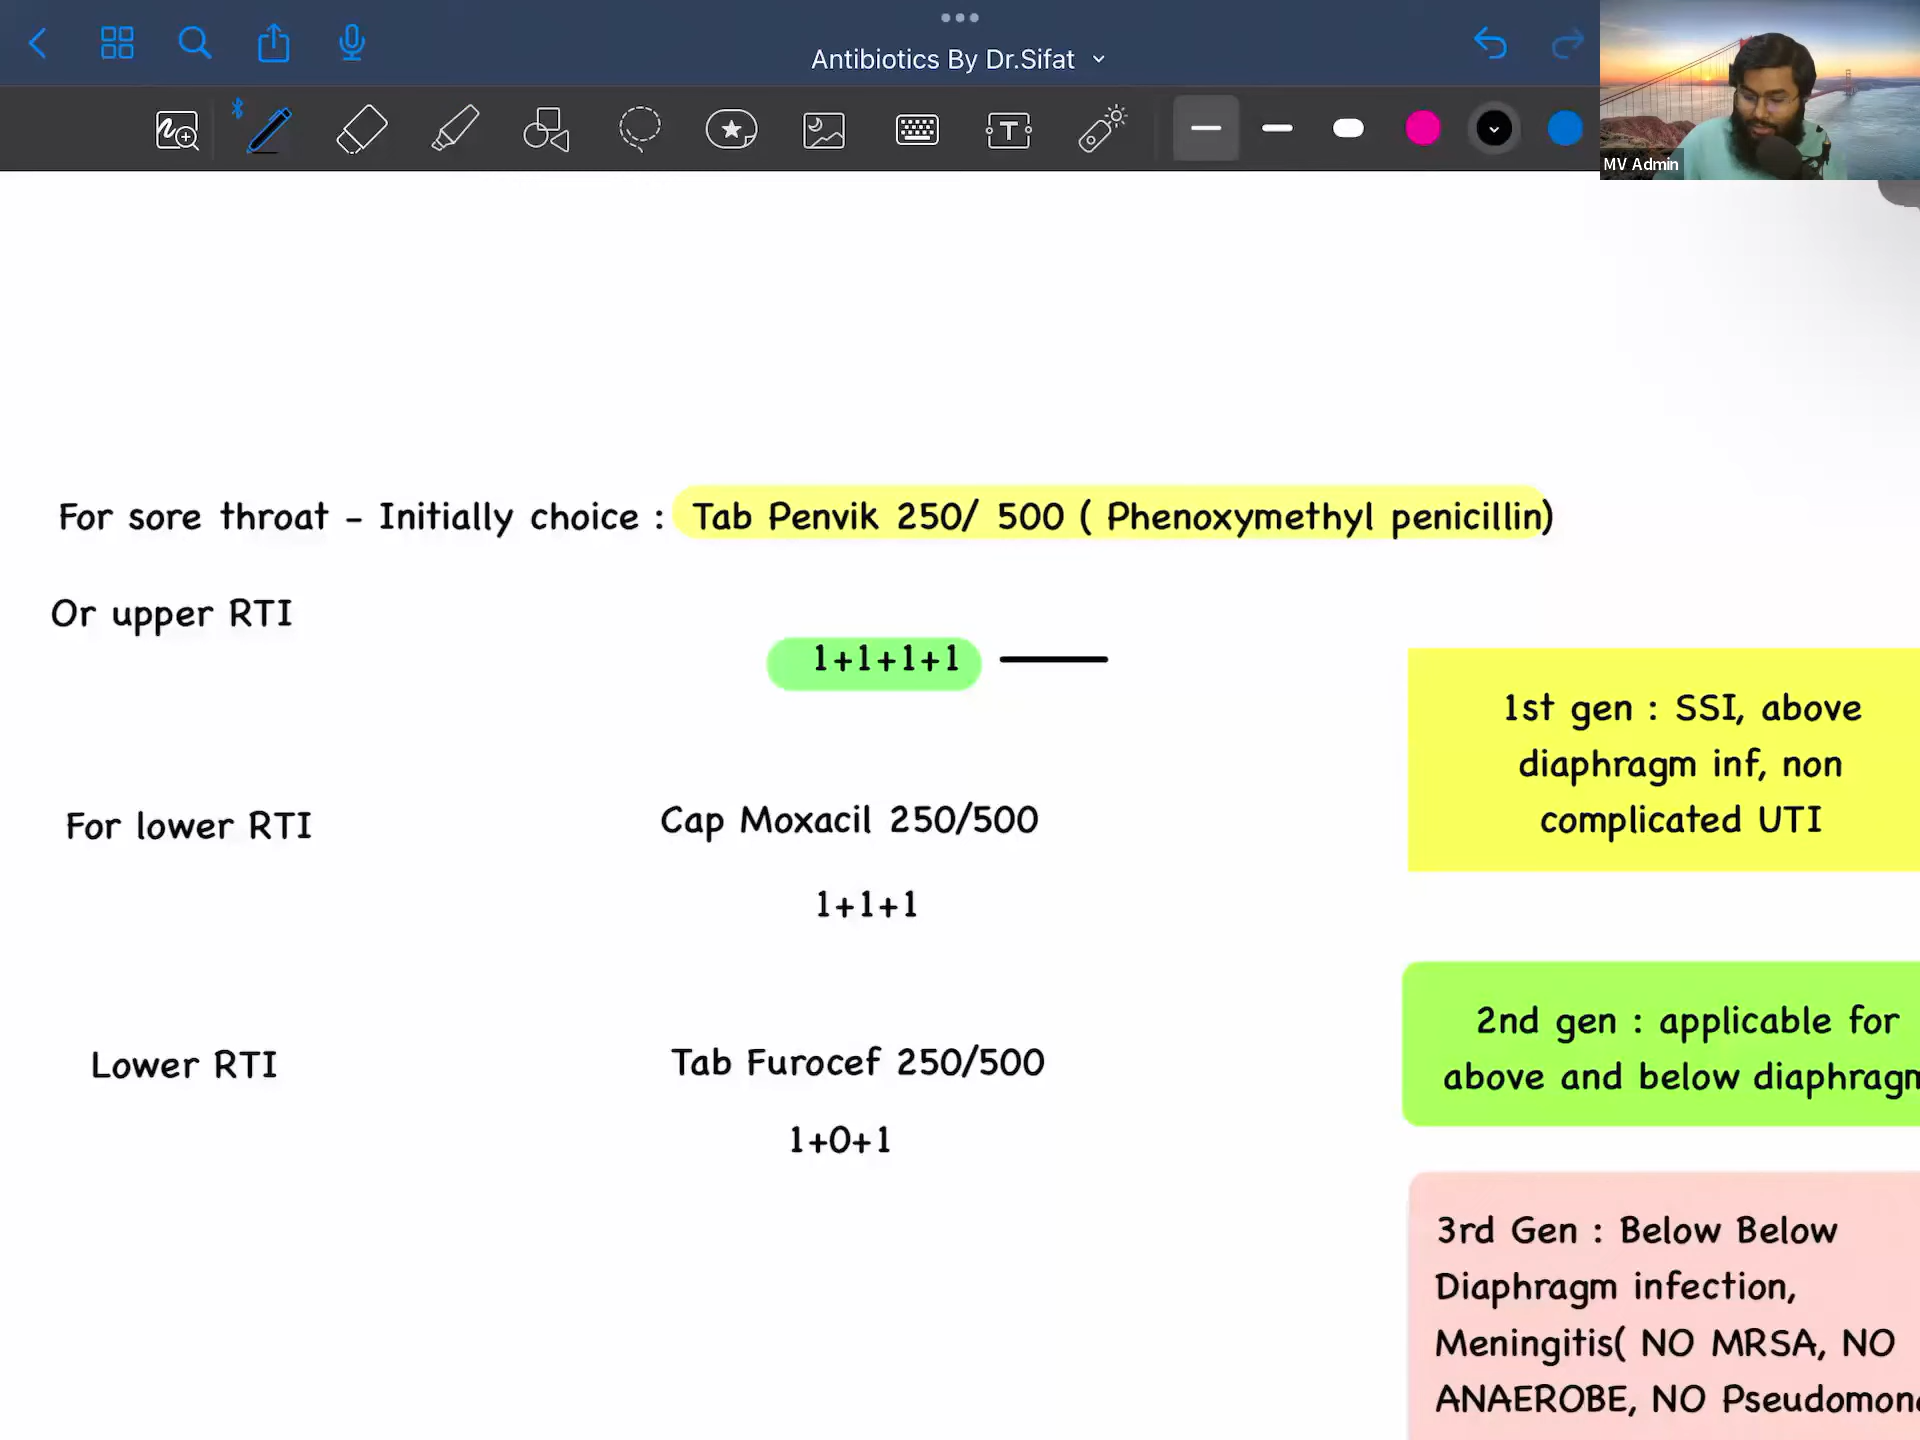 Antibiotics By Dr.Sifat
MV Admin
For sore throat - Initially choice : Tab Penvik 250/ 500 ( Phenoxymethyl penicillin)
Or upper RTI
1+1+1+1
For lower RTI
Cap Moxacil 250/500
1+1+1
Lower RTI
Tab Furocef 250/500
1+0+1
1st gen : SSI, above
diaphragm inf, non
complicated UTI
2nd gen : applicable for
above and below diaphragm
3rd Gen : Below Below
Diaphragm infection,
Meningitis( NO MRSA, NO
ANAEROBE, NO Pseudomon